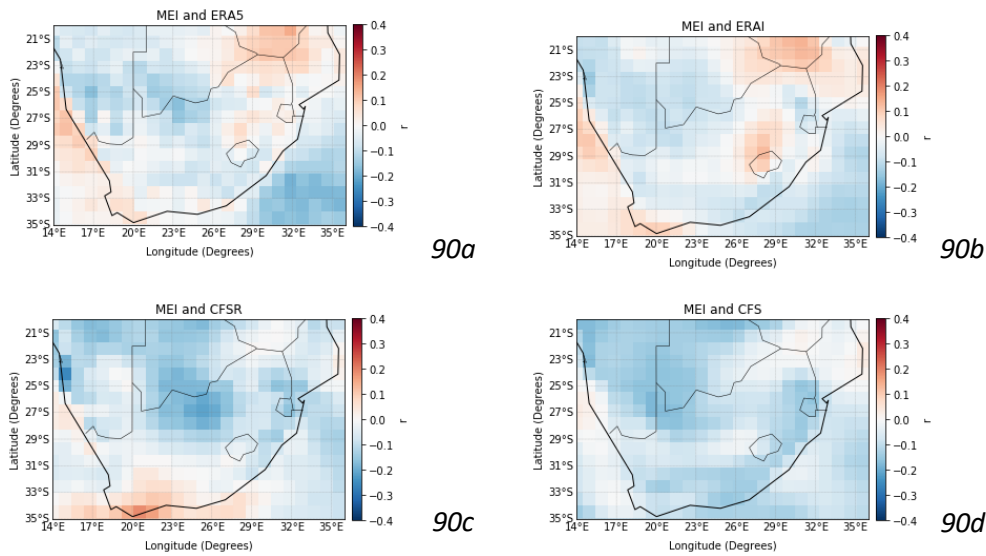 MEI and ERA5
21°S
23°S
25°S
27°S
29°S
31°S
33°S
35°S
14°E 17°E 20°E 23°E 26°E 29°E 32°E 35°E
Latitude (Degrees)
Longitude (Degrees)
0.4
0.3
0.2
0.1
0.0
−0.1
−0.2
−0.3
−0.4
r
90a
MEI and ERAI
21°S
23°S
25°S
27°S
29°S
31°S
33°S
35°S
14°E 17°E 20°E 23°E 26°E 29°E 32°E 35°E
Latitude (Degrees)
Longitude (Degrees)
0.4
0.3
0.2
0.1
0.0
−0.1
−0.2
−0.3
−0.4
r
90b
MEI and CFSR
21°S
23°S
25°S
27°S
29°S
31°S
33°S
35°S
14°E 17°E 20°E 23°E 26°E 29°E 32°E 35°E
Latitude (Degrees)
Longitude (Degrees)
0.4
0.3
0.2
0.1
0.0
−0.1
−0.2
−0.3
−0.4
r
90c
MEI and CFS
21°S
23°S
25°S
27°S
29°S
31°S
33°S
35°S
14°E 17°E 20°E 23°E 26°E 29°E 32°E 35°E
Latitude (Degrees)
Longitude (Degrees)
0.4
0.3
0.2
0.1
0.0
−0.1
−0.2
−0.3
−0.4
r
90d